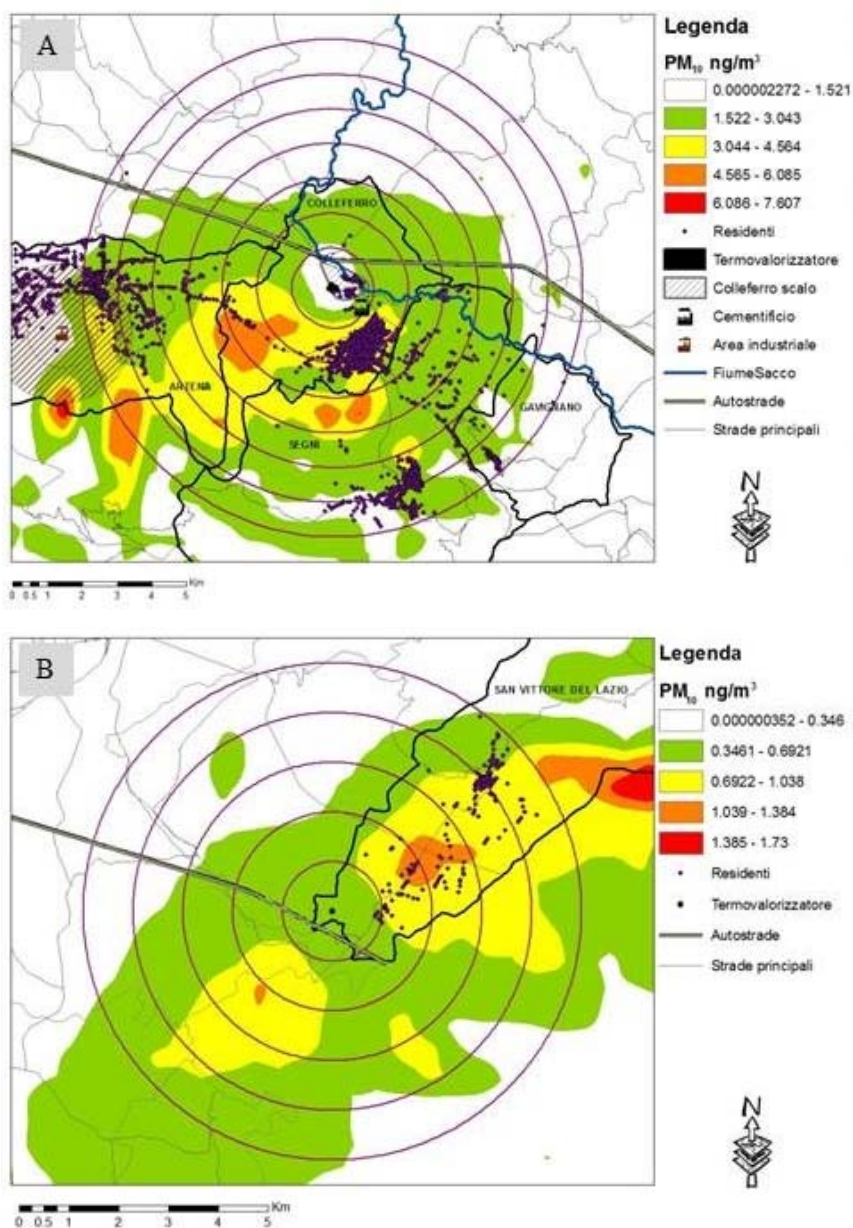 A
COLLEFERRO
ARTENA
SEGNI
GAVIGNANO
0 0.5 1 2 3 4 5 Km
Legenda
PM₁₀ ng/m³
0.000002272 - 1.521
1.522 - 3.043
3.044 - 4.564
4.565 - 6.085
6.086 - 7.607
Residenti
Termovalorizzatore
Colleferro scalo
Cementificio
Area industriale
FiumeSacco
Autostrade
Strade principali
N
B
SAN VITTORE DEL LAZIO
0 0.5 1 2 3 4 5 Km
Legenda
PM₁₀ ng/m³
0.000000352 - 0.346
0.3461 - 0.6921
0.6922 - 1.038
1.039 - 1.384
1.385 - 1.73
Residenti
Termovalorizzatore
Autostrade
Strade principali
N